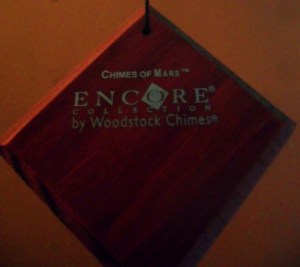 CHIMES OF MARS™
ENCORE®
COLLECTION
by Woodstock Chimes®